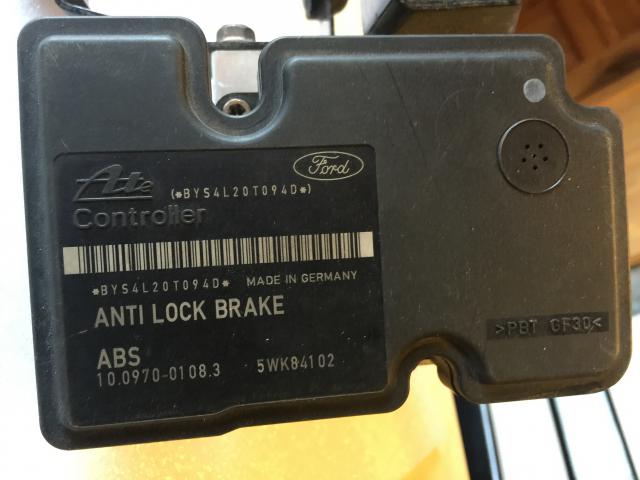 Ate
(*BYS4L20T094D*)
Ford
Controller
*BYS4L20T094D* MADE IN GERMANY
ANTI LOCK BRAKE
ABS
10.0970-0108.3 5WK84102
>PBT GF30<